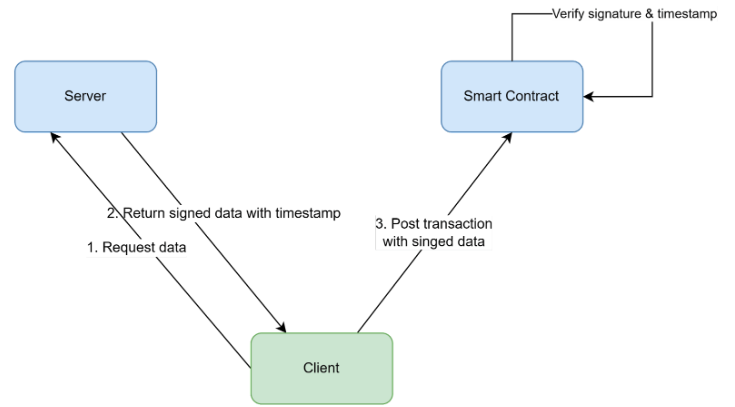 Verify signature & timestamp
Server
Smart Contract
2. Return signed data with timestamp
3. Post transaction
with singed data
1. Request data
Client